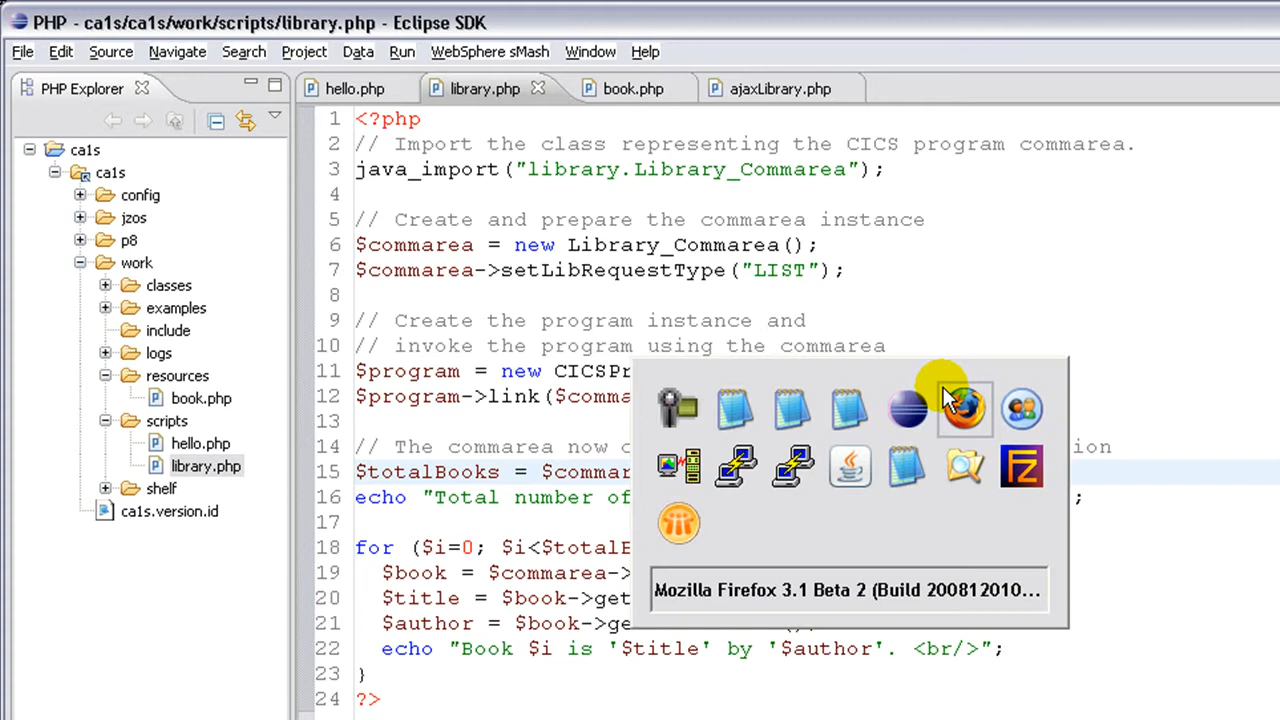 PHP - ca1s/ca1s/work/scripts/library.php - Eclipse SDK
File Edit Source Navigate Search Project Data Run WebSphere sMash Window Help
PHP Explorer
hello.php library.php book.php ajaxLibrary.php
ca1s
ca1s
config
jzos
p8
work
classes
examples
include
logs
resources
book.php
scripts
hello.php
library.php
shelf
ca1s.version.id
1 <?php
2 // Import the class representing the CICS program commarea.
3 java_import("library.Library_Commarea");
4
5 // Create and prepare the commarea instance
6 $commarea = new Library_Commarea();
7 $commarea->setLibRequestType("LIST");
8
9 // Create the program instance and
10 // invoke the program using the commarea
11 $program = new CICSPr
12 $program->link($comma
13
14 // The commarea now c ion
15 $totalBooks = $commar
16 echo "Total number of ;
17
18 for ($i=0; $i<$totalB
19 $book = $commarea->
20 $title = $book->get
21 $author = $book->ge
22 echo "Book $i is '$title' by '$author'. <br/>";
23 }
24 ?>
FZ
Mozilla Firefox 3.1 Beta 2 (Build 200812010...